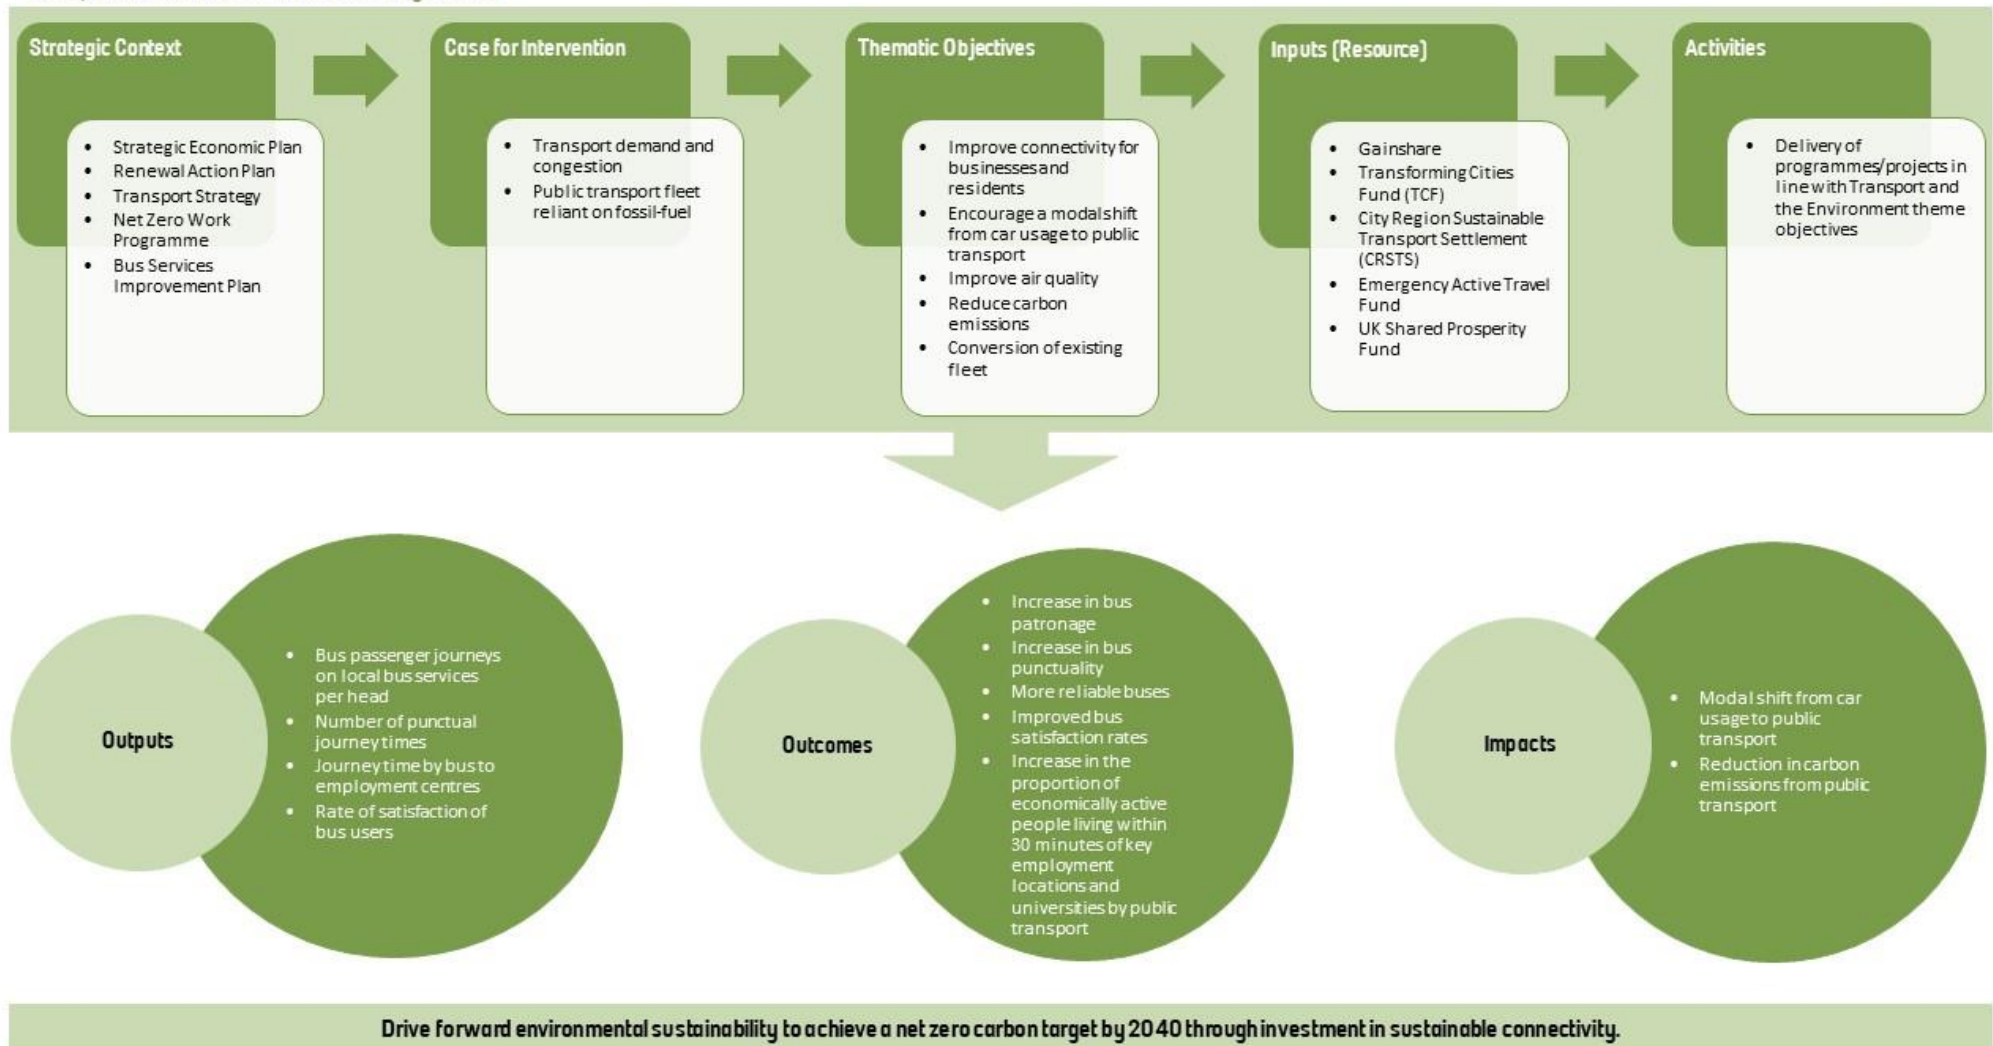 Strategic Context
• Strategic Economic Plan
• Renewal Action Plan
• Transport Strategy
• Net Zero Work
Programme
• Bus Services
Improvement Plan
Case for Intervention
• Transport demand and
congestion
• Public transport fleet
reliant on fossil-fuel
Thematic Objectives
• Improve connectivity for
businesses and
residents
• Encourage a modal shift
from car usage to public
transport
• Improve air quality
• Reduce carbon
emissions
• Conversion of existing
fleet
Inputs (Resource)
• Gainshare
• Transforming Cities
Fund (TCF)
• City Region Sustainable
Transport Settlement
(CRSTS)
• Emergency Active Travel
Fund
• UK Shared Prosperity
Fund
Activities
• Delivery of
programmes/projects in
line with Transport and
the Environment theme
objectives
Outputs
• Bus passenger journeys
on local bus services
per head
• Number of punctual
journey times
• Journey time by bus to
employment centres
• Rate of satisfaction of
bus users
Outcomes
• Increase in bus
patronage
• Increase in bus
punctuality
• More reliable buses
• Improved bus
satisfaction rates
• Increase in the
proportion of
economically active
people living within
30 minutes of key
employment
locations and
universities by public
transport
Impacts
• Modal shift from car
usage to public
transport
• Reduction in carbon
emissions from public
transport
Drive forward environmental sustainability to achieve a net zero carbon target by 2040 through investment in sustainable connectivity.